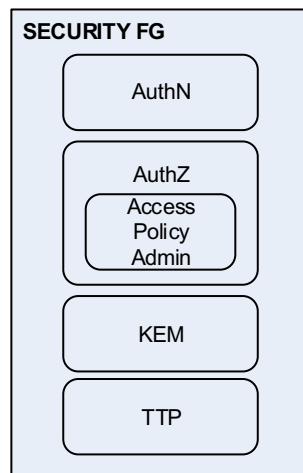 SECURITY FG
AuthN
AuthZ
Access
Policy
Admin
KEM
TTP